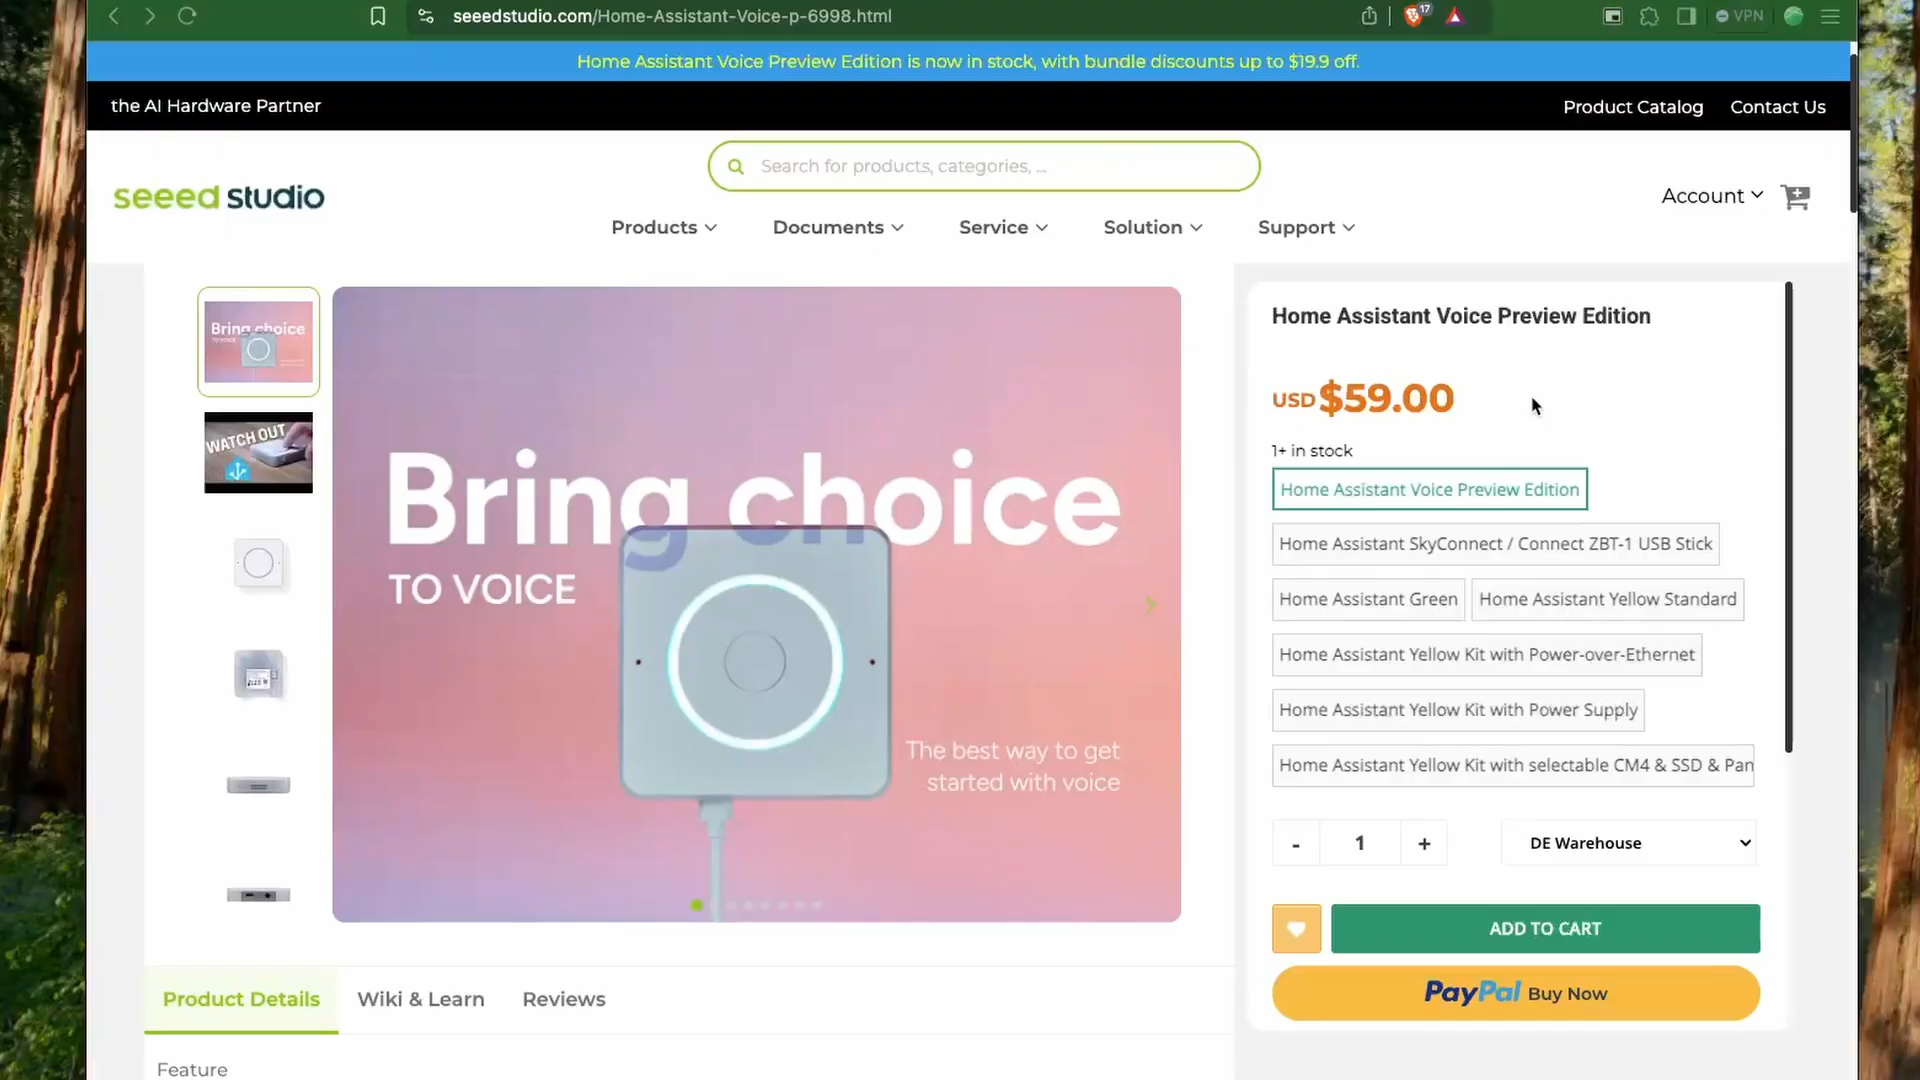 seeedstudio.com/Home-Assistant-Voice-p-6998.html
17
VPN
Home Assistant Voice Preview Edition is now in stock, with bundle discounts up to $19.9 off.
the AI Hardware Partner
Product Catalog
Contact Us
Search for products, categories, ...
seeed studio
Account
Products
Documents
Service
Solution
Support
Bring choice
TO VOICE
WATCH OUT
Bring choice
TO VOICE
The best way to get
started with voice
Home Assistant Voice Preview Edition
USD $59.00
1+ in stock
Home Assistant Voice Preview Edition
Home Assistant SkyConnect / Connect ZBT-1 USB Stick
Home Assistant Green
Home Assistant Yellow Standard
Home Assistant Yellow Kit with Power-over-Ethernet
Home Assistant Yellow Kit with Power Supply
Home Assistant Yellow Kit with selectable CM4 & SSD & Pan
- 1 +
DE Warehouse
ADD TO CART
PayPal Buy Now
Product Details
Wiki & Learn
Reviews
Feature